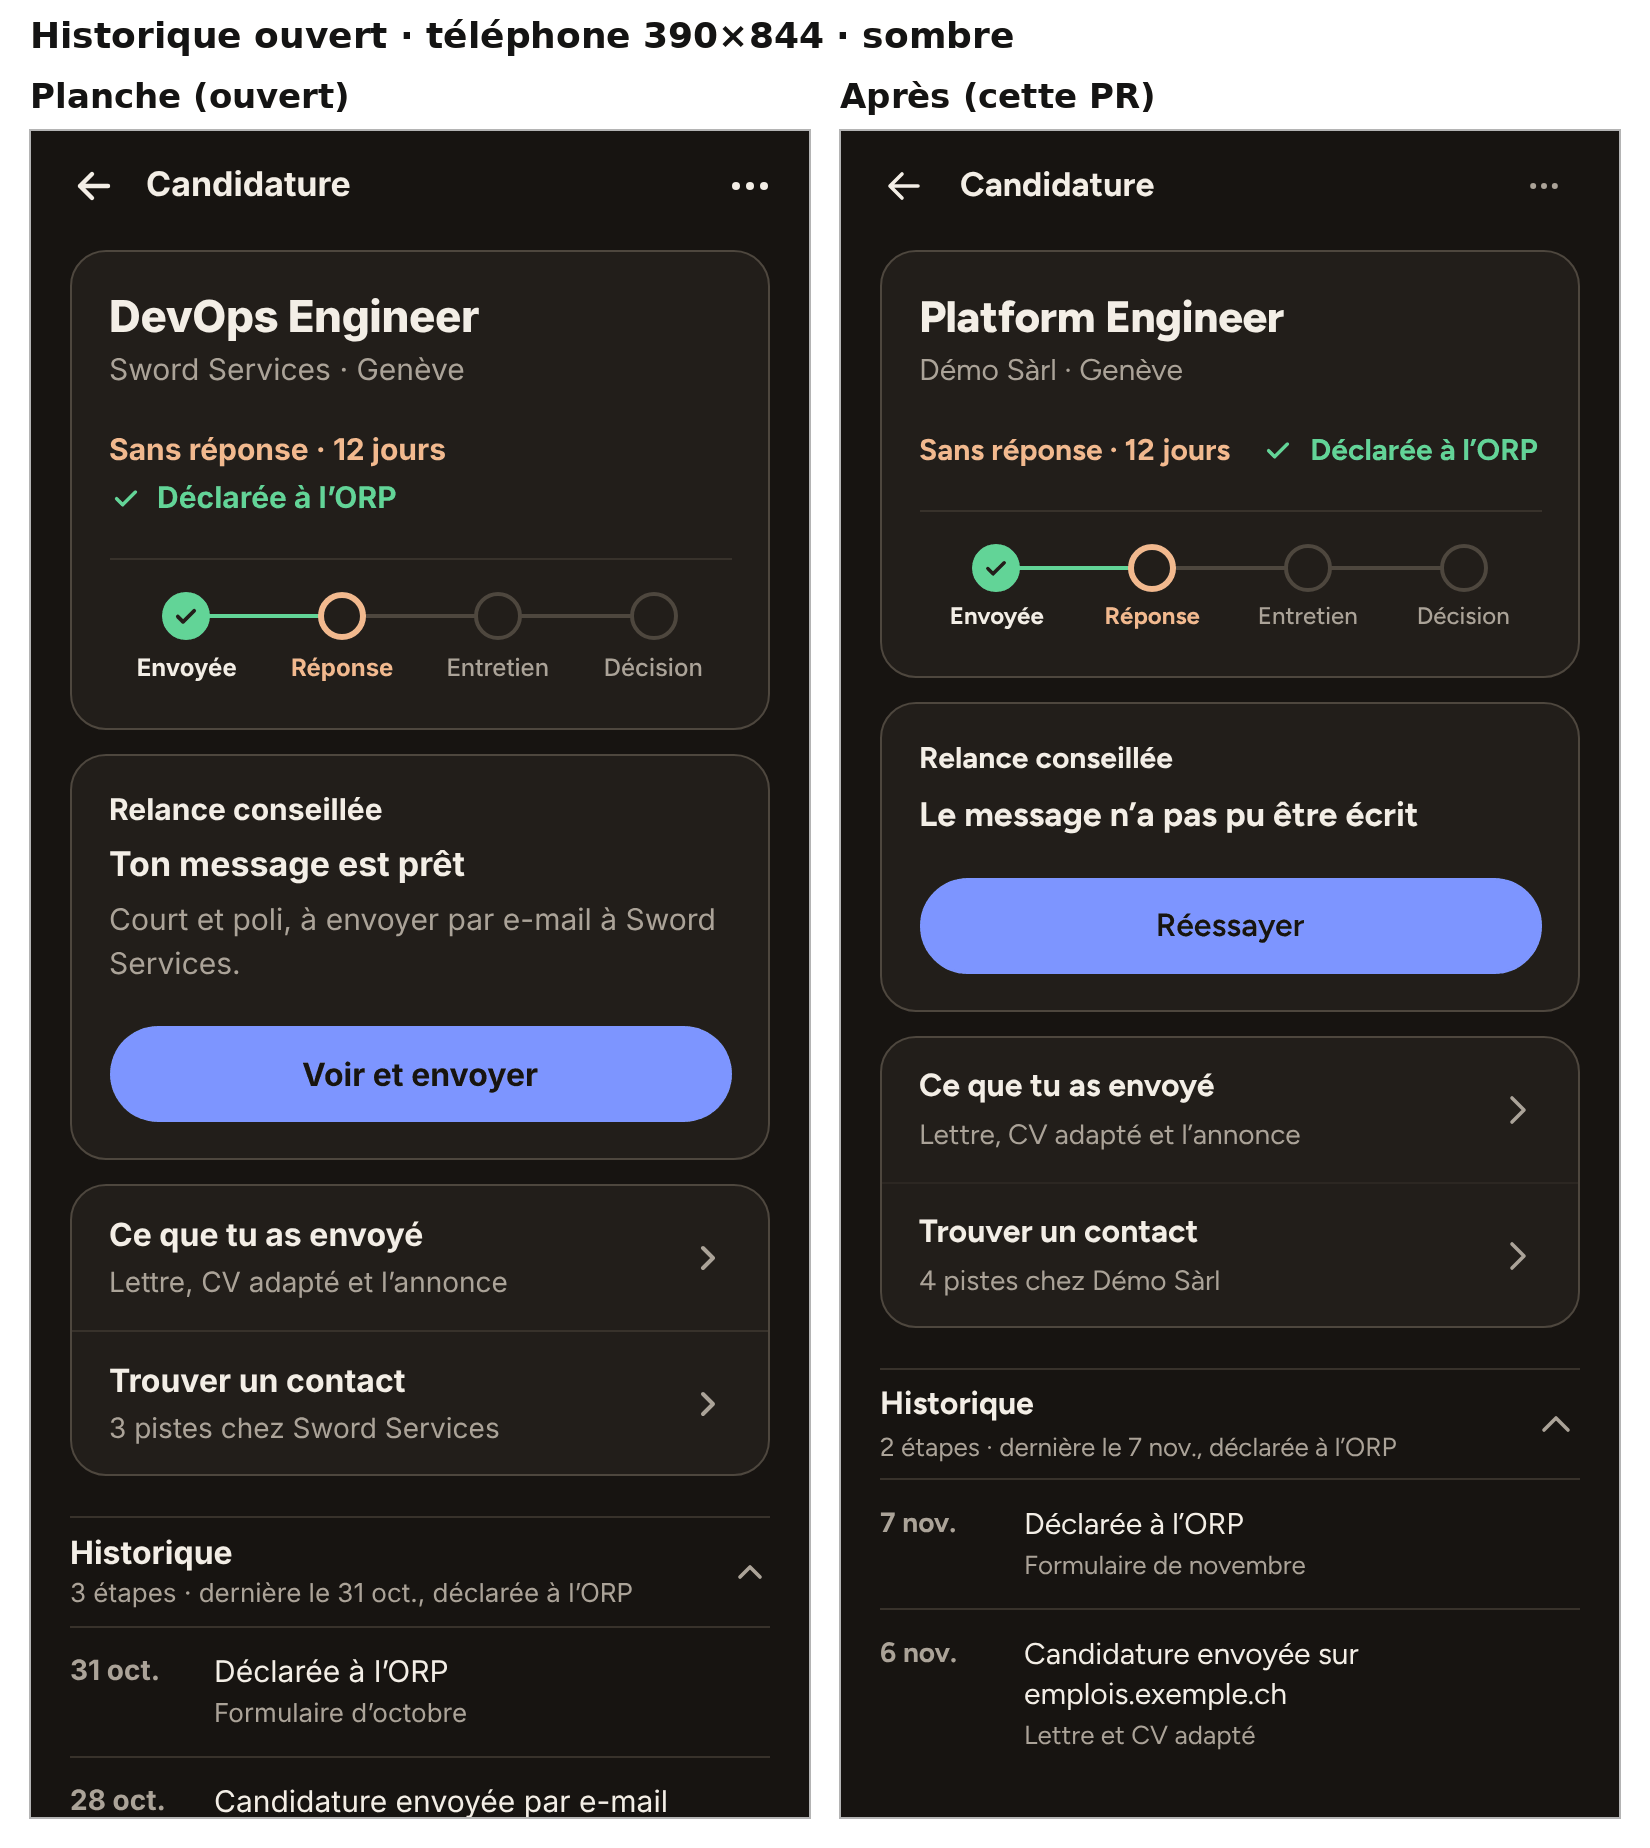 Historique ouvert · téléphone 390×844 · sombre
Planche (ouvert)
Candidature
DevOps Engineer
Sword Services · Genève
Sans réponse · 12 jours
Déclarée à l’ORP
Envoyée Réponse Entretien Décision
Relance conseillée
Ton message est prêt
Court et poli, à envoyer par e-mail à Sword
Services.
Voir et envoyer
Ce que tu as envoyé
Lettre, CV adapté et l’annonce
Trouver un contact
3 pistes chez Sword Services
Historique
3 étapes · dernière le 31 oct., déclarée à l’ORP
31 oct. Déclarée à l’ORP
Formulaire d’octobre
28 oct. Candidature envoyée par e-mail
Après (cette PR)
Candidature
Platform Engineer
Démo Sàrl · Genève
Sans réponse · 12 jours Déclarée à l’ORP
Envoyée Réponse Entretien Décision
Relance conseillée
Le message n’a pas pu être écrit
Réessayer
Ce que tu as envoyé
Lettre, CV adapté et l’annonce
Trouver un contact
4 pistes chez Démo Sàrl
Historique
2 étapes · dernière le 7 nov., déclarée à l’ORP
7 nov. Déclarée à l’ORP
Formulaire de novembre
6 nov. Candidature envoyée sur
emplois.exemple.ch
Lettre et CV adapté